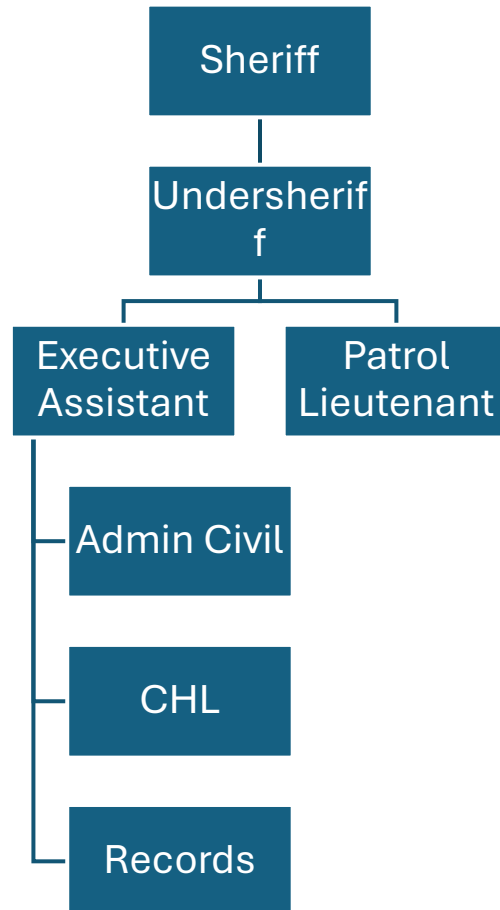 Sheriff
Undersherif
f
Executive
Assistant
Patrol
Lieutenant
Admin Civil
CHL
Records